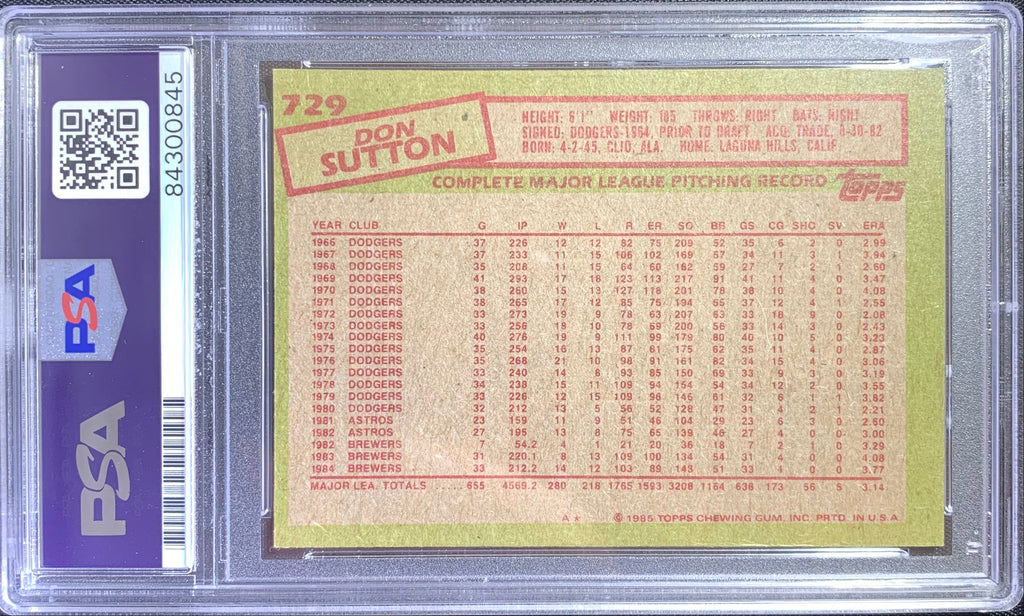 84300845
PSA
PSA
729
DON
SUTTON
HEIGHT: 6'1" WEIGHT: 185 THROWS: RIGHT BATS: RIGHT
SIGNED: DODGERS-1964, PRIOR TO DRAFT ACQ: TRADE, 8-30-82
BORN: 4-2-45, CLIO, ALA. HOME: LAGUNA HILLS, CALIF.
COMPLETE MAJOR LEAGUE PITCHING RECORD Topps
YEAR CLUB G IP W L R ER SO BB GS CG SHO SV ERA
1966 DODGERS 37 226 12 12 82 75 209 52 35 6 2 0 2.99
1967 DODGERS 37 233 11 15 106 102 169 57 34 11 3 1 3.94
1968 DODGERS 35 208 11 15 64 60 162 59 27 7 2 1 2.60
1969 DODGERS 41 293 17 18 123 113 217 91 41 11 4 0 3.47
1970 DODGERS 38 260 15 13 127 118 201 78 38 10 4 0 4.08
1971 DODGERS 38 265 17 12 85 75 194 55 37 12 4 1 2.55
1972 DODGERS 33 273 19 9 78 63 207 63 33 18 9 0 2.08
1973 DODGERS 33 256 18 10 78 69 200 56 33 14 3 0 2.43
1974 DODGERS 40 276 19 9 111 99 179 80 40 10 5 0 3.23
1975 DODGERS 35 254 16 13 87 81 175 62 35 11 4 0 2.87
1976 DODGERS 35 268 21 10 98 91 161 82 34 15 4 0 3.06
1977 DODGERS 33 240 14 8 93 85 150 69 33 9 3 0 3.19
1978 DODGERS 34 238 15 11 109 94 154 54 34 12 2 0 3.55
1979 DODGERS 33 226 12 15 109 96 146 61 32 6 1 1 3.82
1980 DODGERS 32 212 13 5 56 52 128 47 31 4 2 1 2.21
1981 ASTROS 23 159 11 9 51 46 104 29 23 6 3 0 2.60
1982 ASTROS 27 195 13 8 75 65 139 46 27 4 0 0 3.00
1982 BREWERS 7 54.2 4 1 21 20 36 18 7 2 1 0 3.29
1983 BREWERS 31 220.1 8 13 109 100 134 54 31 4 0 0 4.08
1984 BREWERS 33 212.2 14 12 103 89 143 51 33 1 0 0 3.77
MAJOR LEA. TOTALS ..... 655 4569.2 280 218 1765 1593 3208 1164 638 173 56 5 3.14
A★ © 1985 TOPPS CHEWING GUM, INC. PRTD. IN U.S.A.